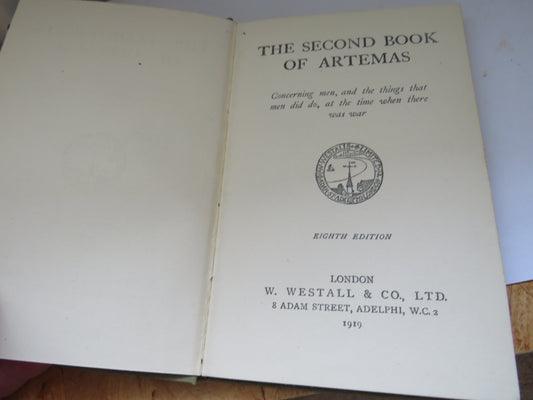 THE SECOND BOOK
OF ARTEMAS
Concerning men, and the things that
men did do, at the time when there
was war
EIGHTH EDITION
LONDON
W. WESTALL & CO., LTD.
8 ADAM STREET, ADELPHI, W.C. 2
1919